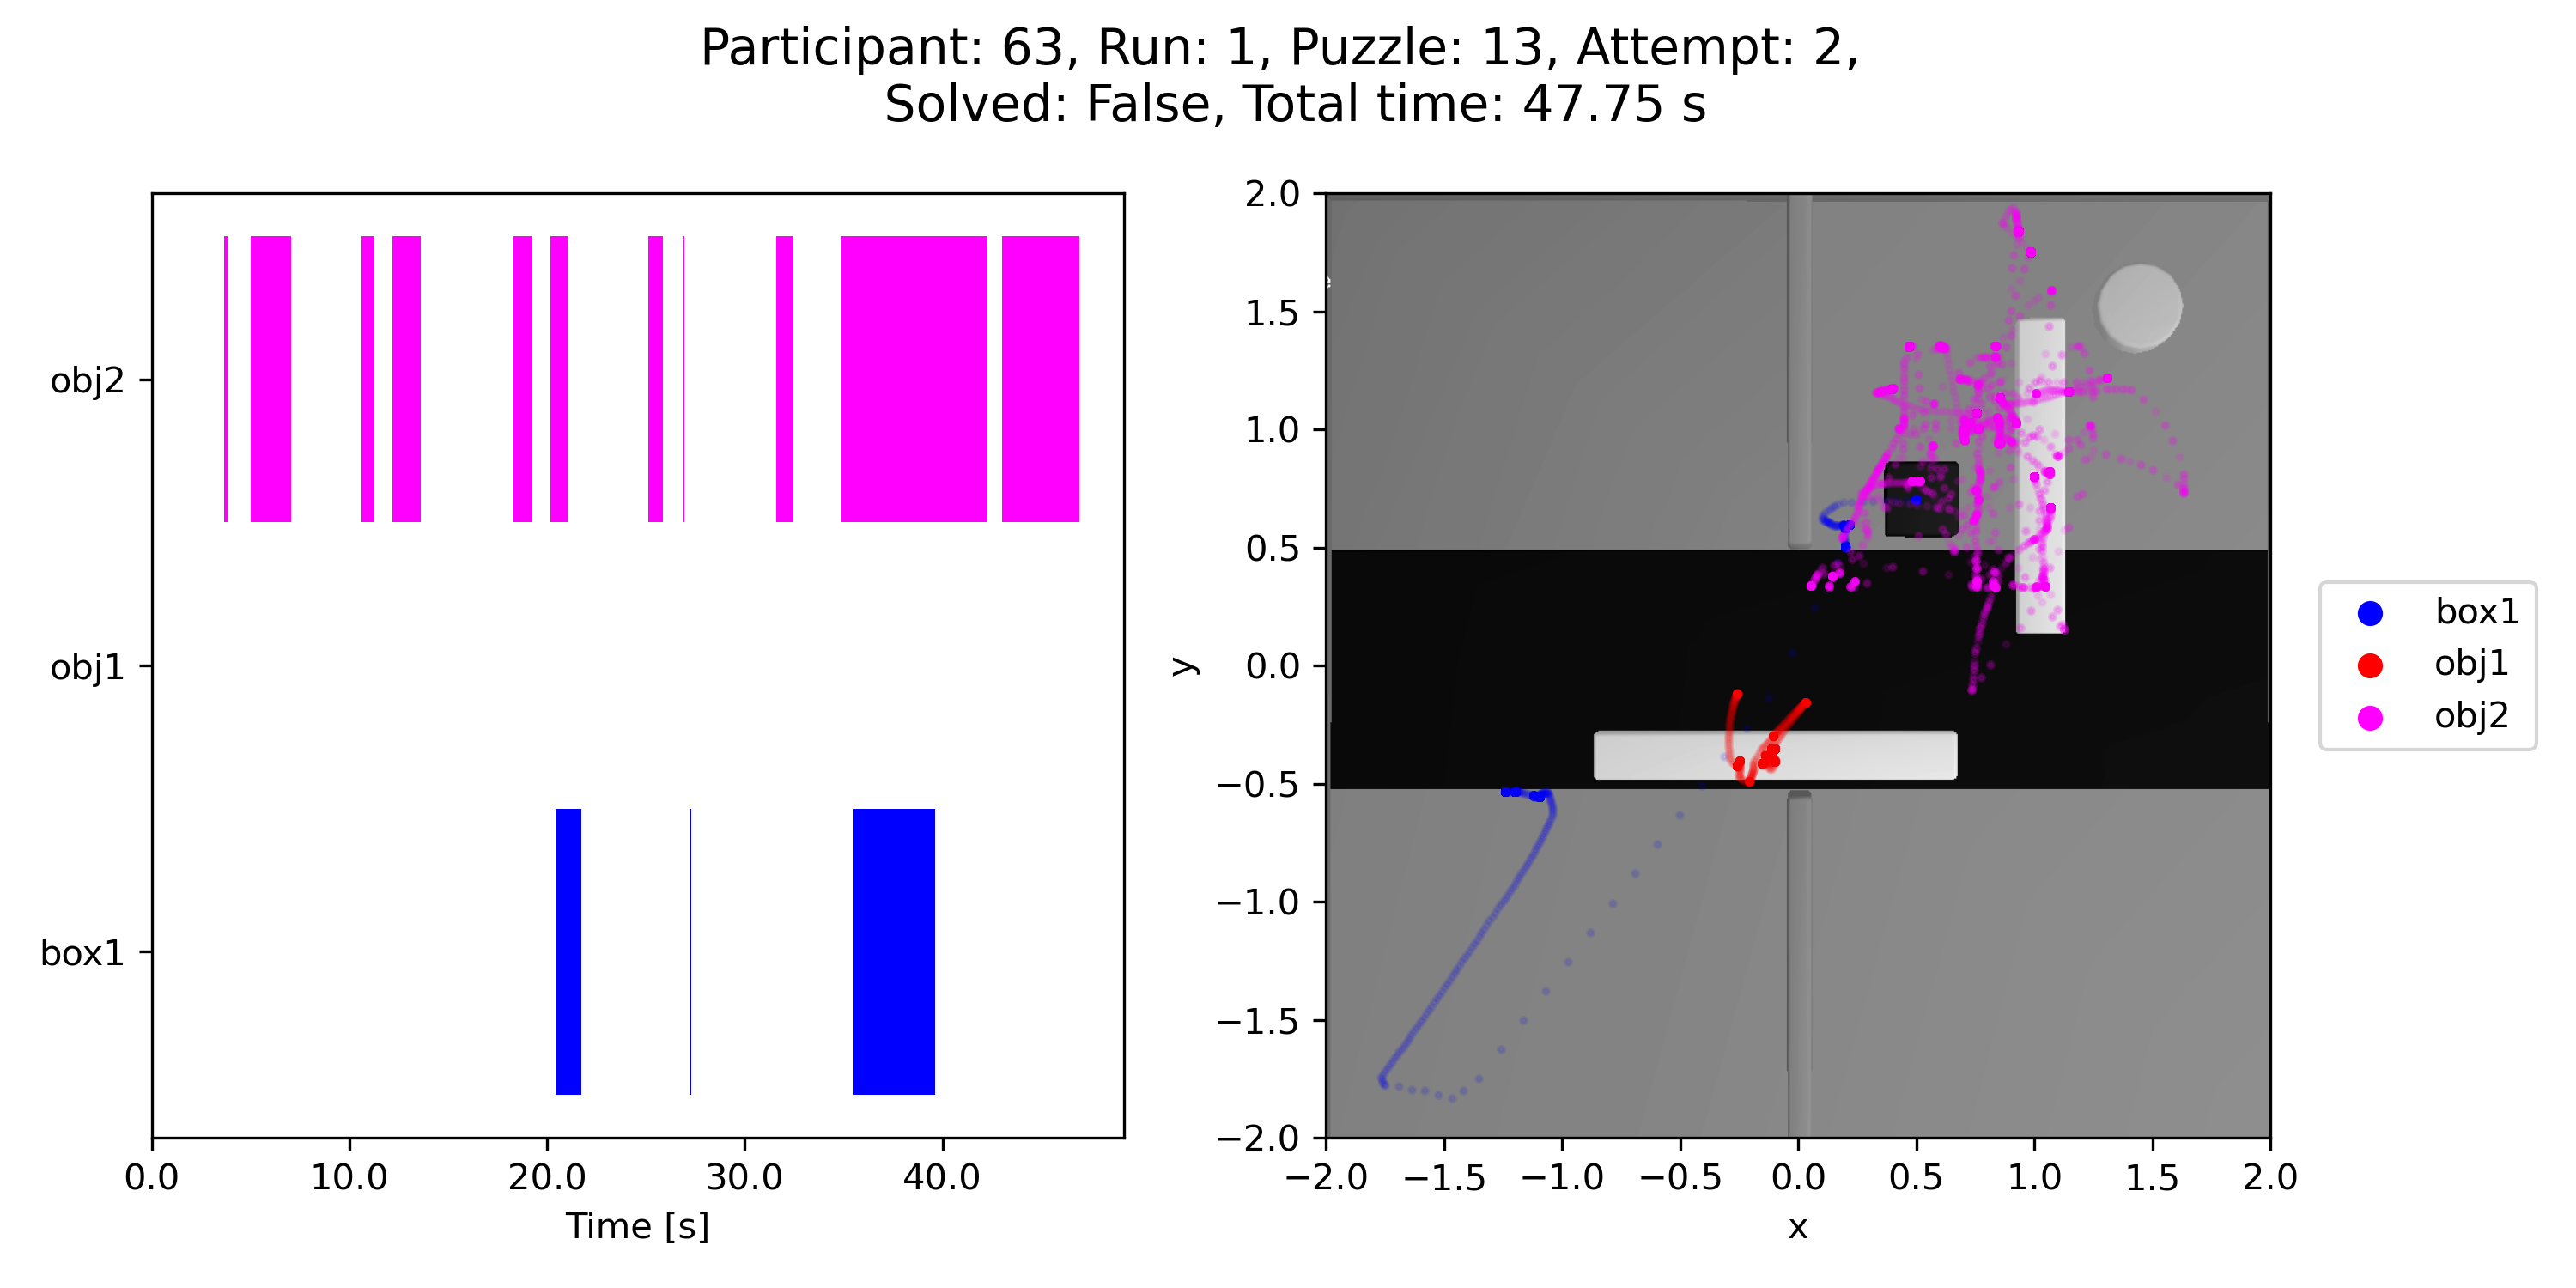 Participant: 63, Run: 1, Puzzle: 13, Attempt: 2,
Solved: False, Total time: 47.75 s
obj2
obj1
box1
0.0 10.0 20.0 30.0 40.0
Time [s]
2.0
1.5
1.0
0.5
0.0
−0.5
−1.0
−1.5
−2.0
y
−2.0 −1.5 −1.0 −0.5 0.0 0.5 1.0 1.5 2.0
x
box1
obj1
obj2